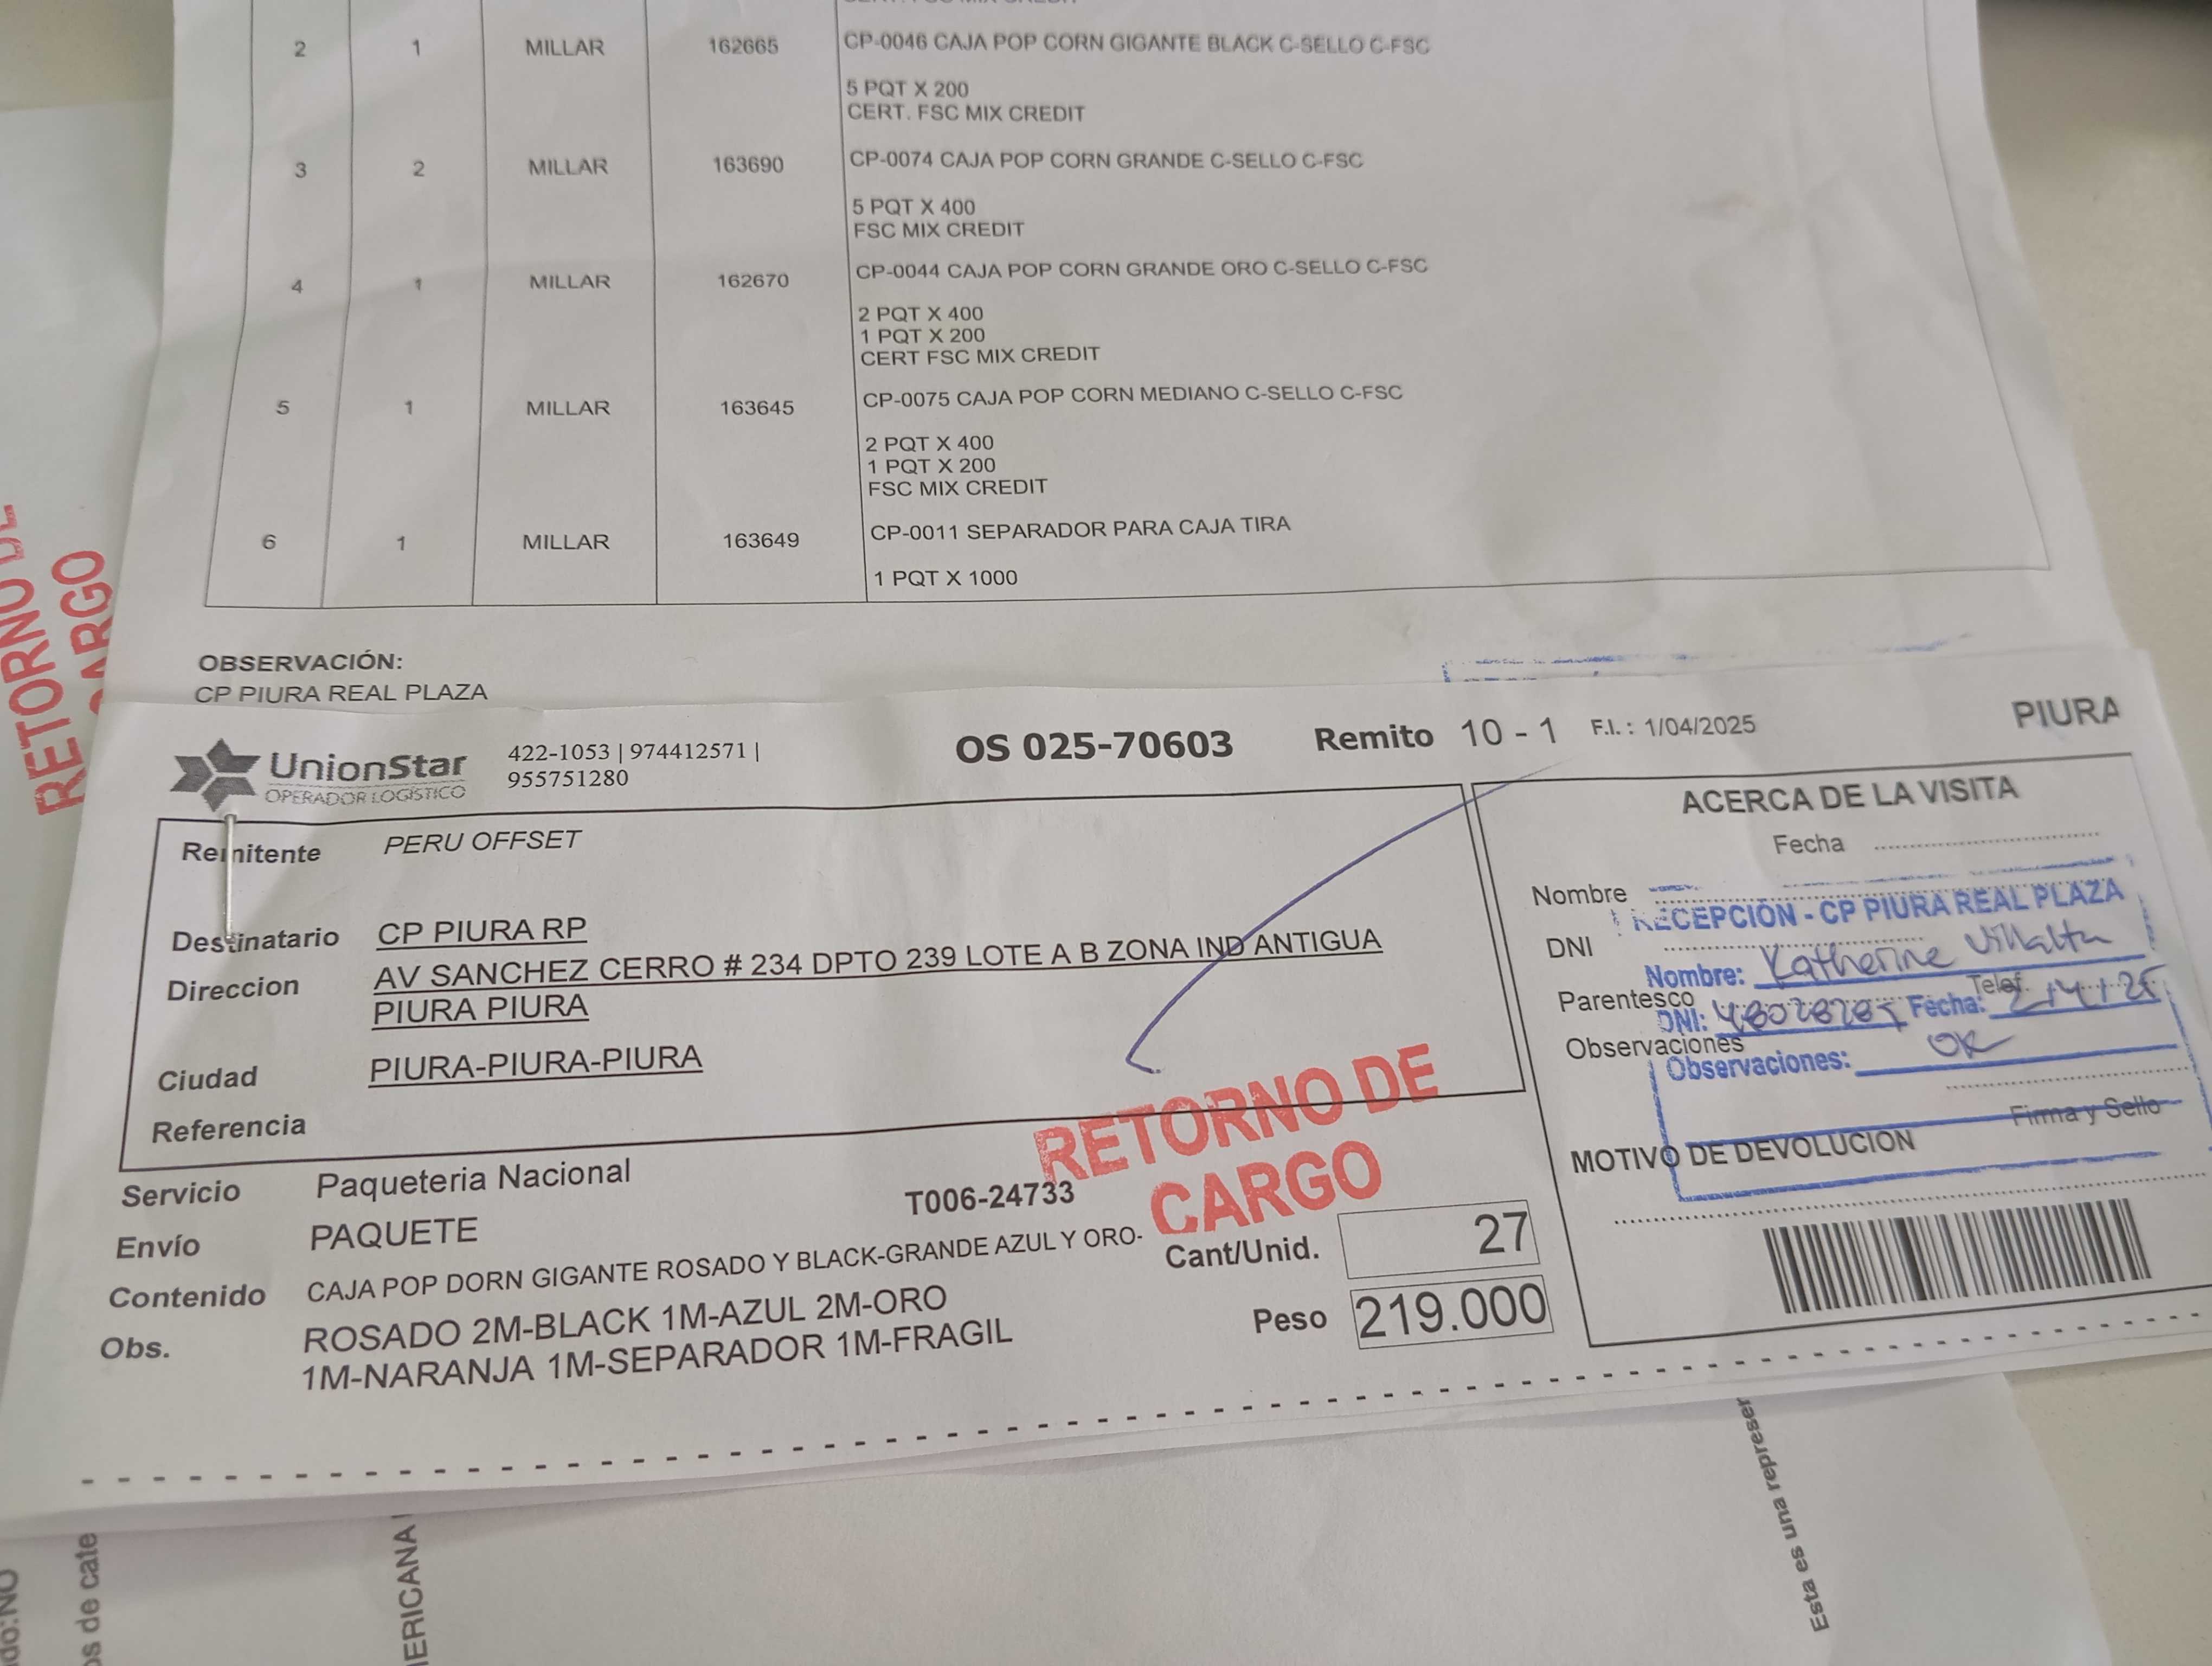 2 1 MILLAR 162665 CP-0046 CAJA POP CORN GIGANTE BLACK C-SELLO C-FSC
5 PQT X 200
CERT. FSC MIX CREDIT
3 2 MILLAR 163690 CP-0074 CAJA POP CORN GRANDE C-SELLO C-FSC
5 PQT X 400
FSC MIX CREDIT
4 1 MILLAR 162670 CP-0044 CAJA POP CORN GRANDE ORO C-SELLO C-FSC
2 PQT X 400
1 PQT X 200
CERT FSC MIX CREDIT
5 1 MILLAR 163645 CP-0075 CAJA POP CORN MEDIANO C-SELLO C-FSC
2 PQT X 400
1 PQT X 200
FSC MIX CREDIT
6 1 MILLAR 163649 CP-0011 SEPARADOR PARA CAJA TIRA
1 PQT X 1000
OBSERVACIÓN:
CP PIURA REAL PLAZA
RETORNO DE
CARGO
UnionStar
OPERADOR LOGÍSTICO
422-1053 | 974412571 |
955751280
OS 025-70603 Remito 10 - 1 F.I. : 1/04/2025 PIURA
Remitente PERU OFFSET
Destinatario CP PIURA RP
Direccion AV SANCHEZ CERRO # 234 DPTO 239 LOTE A B ZONA IND ANTIGUA
PIURA PIURA
Ciudad PIURA-PIURA-PIURA
Referencia
Servicio Paqueteria Nacional
T006-24733
Envío PAQUETE
Contenido CAJA POP DORN GIGANTE ROSADO Y BLACK-GRANDE AZUL Y ORO-
Obs. ROSADO 2M-BLACK 1M-AZUL 2M-ORO
1M-NARANJA 1M-SEPARADOR 1M-FRAGIL
RETORNO DE
CARGO
Cant/Unid. 27
Peso 219.000
ACERCA DE LA VISITA
Fecha
Nombre
DNI
Parentesco Telef.
Observaciones
Firma y Sello
MOTIVO DE DEVOLUCION
RECEPCIÓN - CP PIURA REAL PLAZA
Nombre: Katherine Villalta
DNI: Fecha: 2/4/25
Observaciones: OK
os de cate
Esta es una represen